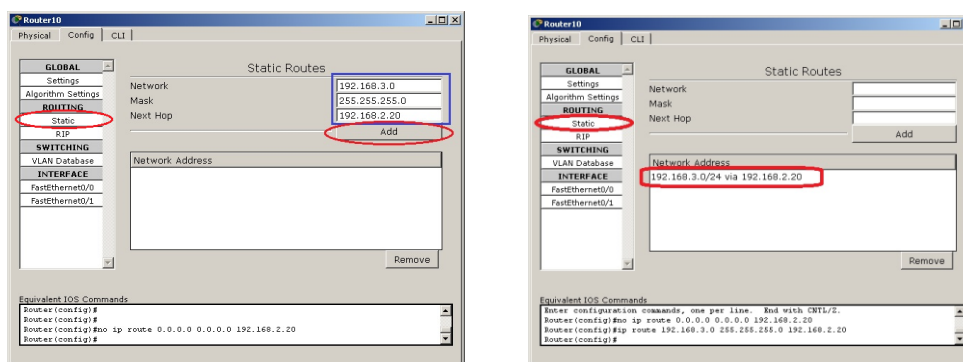 Router10
Physical Config CLI
GLOBAL
Settings
Algorithm Settings
ROUTING
Static
RIP
SWITCHING
VLAN Database
INTERFACE
FastEthernet0/0
FastEthernet0/1
Static Routes
Network 192.168.3.0
Mask 255.255.255.0
Next Hop 192.168.2.20
Add
Network Address
Remove
Equivalent IOS Commands
Router(config)#
Router(config)#
Router(config)#no ip route 0.0.0.0 0.0.0.0 192.168.2.20
Router(config)#
Router10
Physical Config CLI
GLOBAL
Settings
Algorithm Settings
ROUTING
Static
RIP
SWITCHING
VLAN Database
INTERFACE
FastEthernet0/0
FastEthernet0/1
Static Routes
Network
Mask
Next Hop
Add
Network Address
192.168.3.0/24 via 192.168.2.20
Remove
Equivalent IOS Commands
Enter configuration commands, one per line. End with CNTL/Z.
Router(config)#no ip route 0.0.0.0 0.0.0.0 192.168.2.20
Router(config)#ip route 192.168.3.0 255.255.255.0 192.168.2.20
Router(config)#